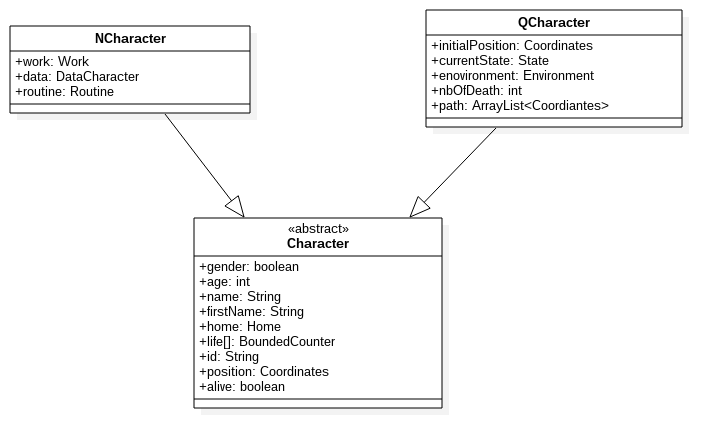 NCharacter
+work: Work
+data: DataCharacter
+routine: Routine
QCharacter
+initialPosition: Coordinates
+currentState: State
+enovironment: Environment
+nbOfDeath: int
+path: ArrayList<Coordiantes>
«abstract»
Character
+gender: boolean
+age: int
+name: String
+firstName: String
+home: Home
+life[]: BoundedCounter
+id: String
+position: Coordinates
+alive: boolean